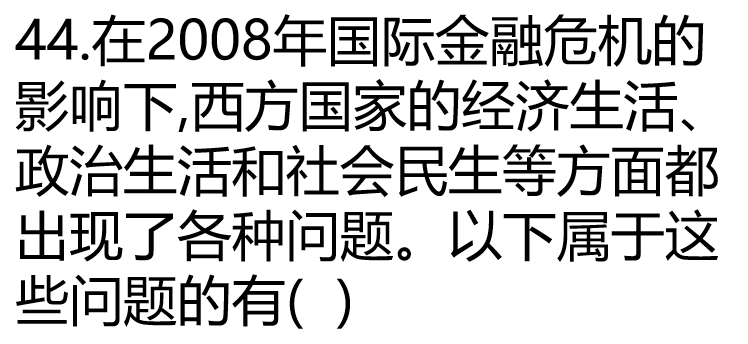 44.在2008年国际金融危机的
影响下,西方国家的经济生活、
政治生活和社会民生等方面都
出现了各种问题。以下属于这
些问题的有(  )